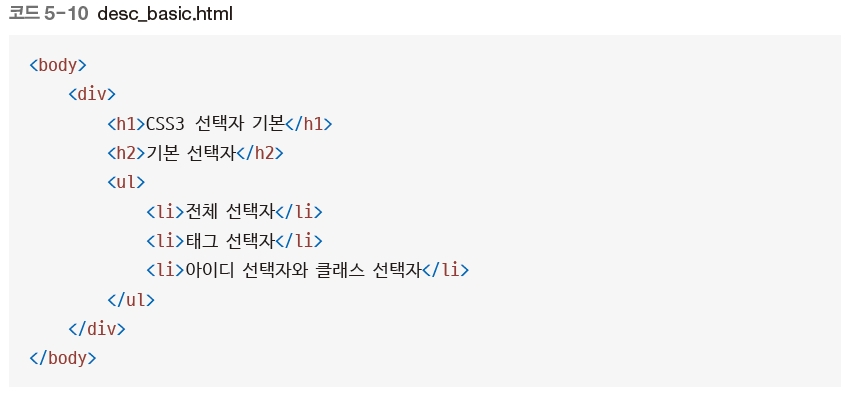 코드 5-10 desc_basic.html
<body>
    <div>
        <h1>CSS3 선택자 기본</h1>
        <h2>기본 선택자</h2>
        <ul>
            <li>전체 선택자</li>
            <li>태그 선택자</li>
            <li>아이디 선택자와 클래스 선택자</li>
        </ul>
    </div>
</body>